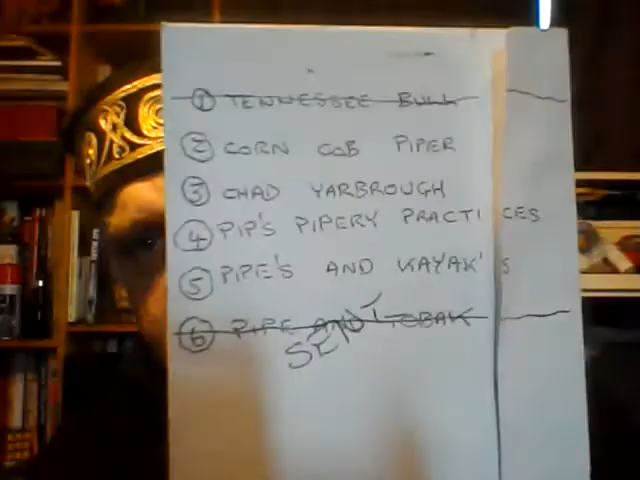 ① TENNESSEE BULL
② CORN COB PIPER
③ CHAD YARBROUGH
④ PIP'S PIPERY PRACTICES
⑤ PIPE'S AND KAYAK'S
⑥ PIPE AND TOBAK
SENT